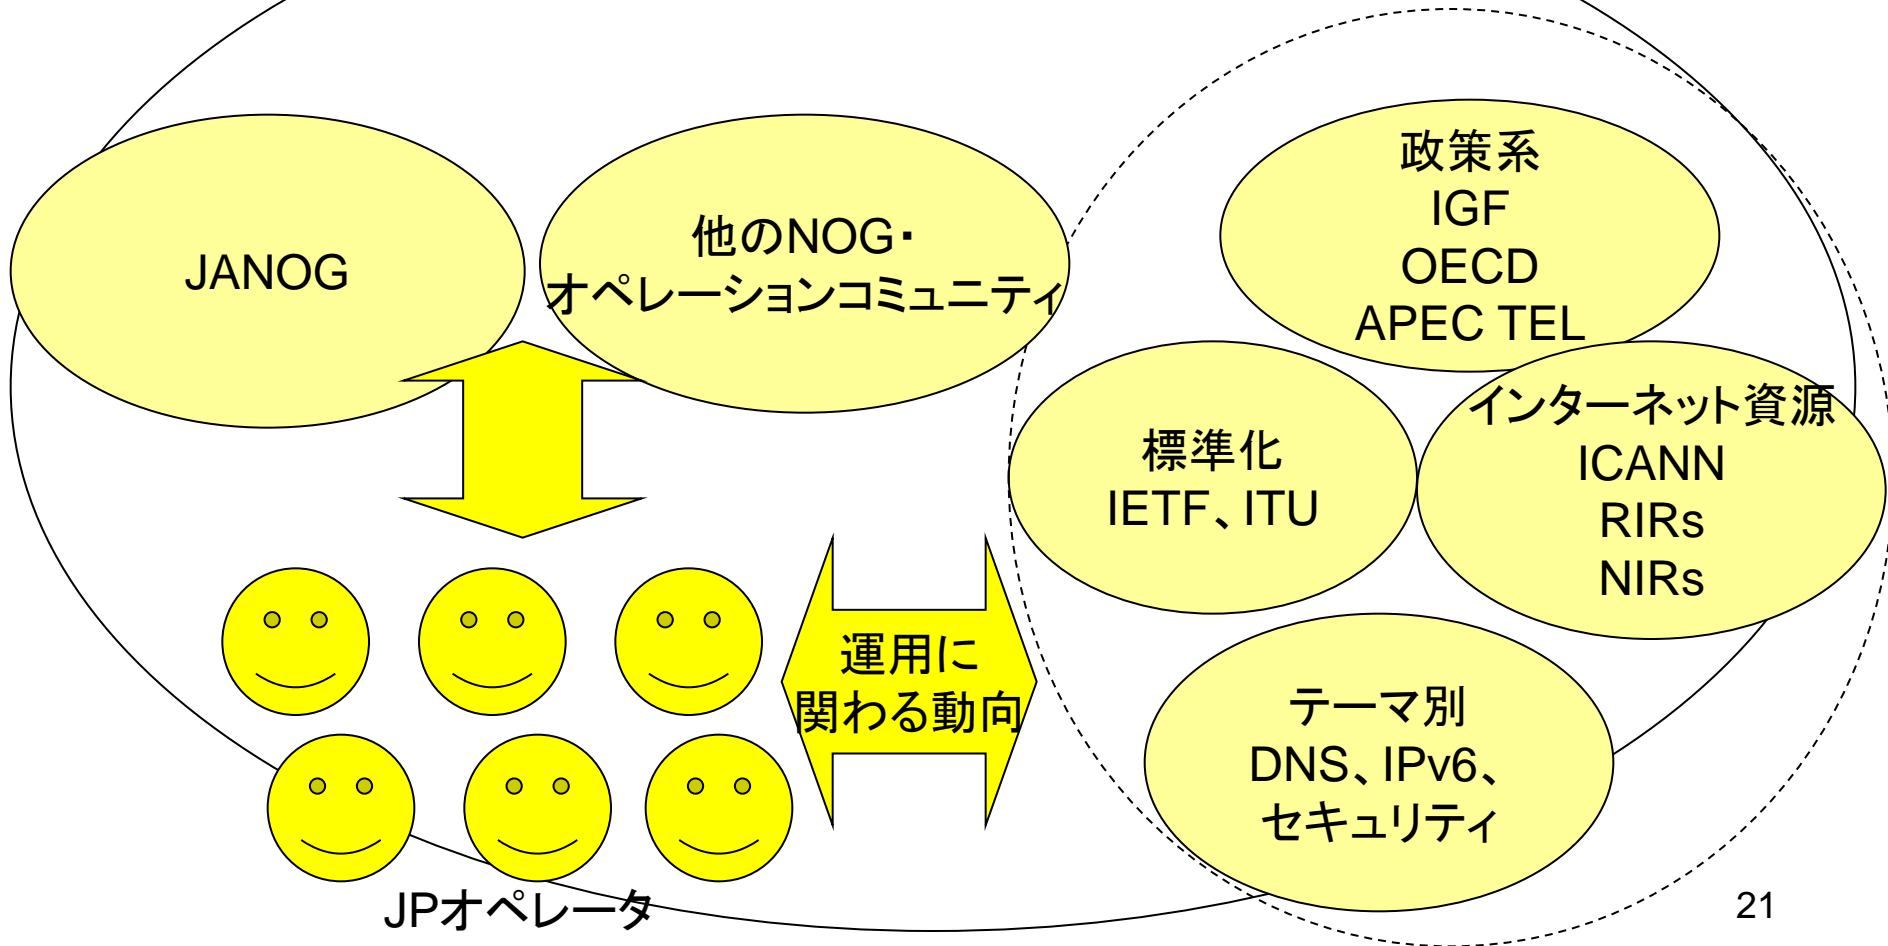 JANOG
他のNOG・
オペレーションコミュニティ
政策系
IGF
OECD
APEC TEL
標準化
IETF、ITU
インターネット資源
ICANN
RIRs
NIRs
運用に
関わる動向
テーマ別
DNS、IPv6、
セキュリティ
JPオペレータ
21